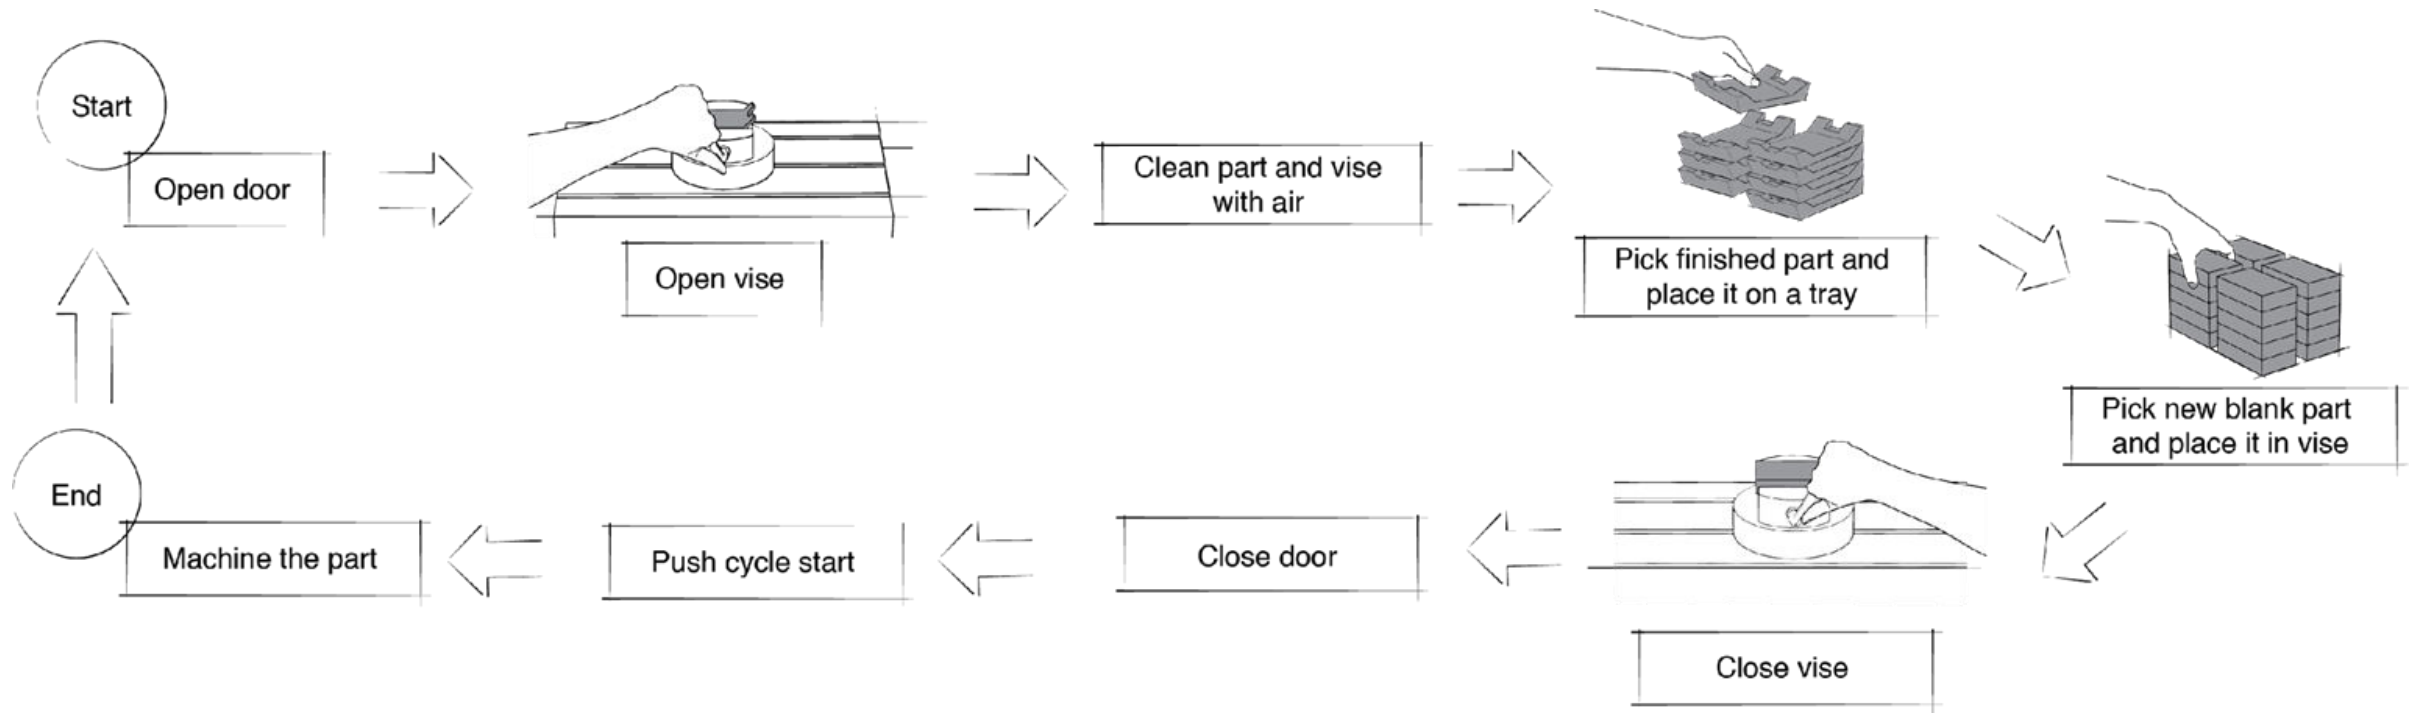 Start
Open door
Open vise
Clean part and vise
with air
Pick finished part and
place it on a tray
Pick new blank part
and place it in vise
Close vise
Close door
Push cycle start
Machine the part
End